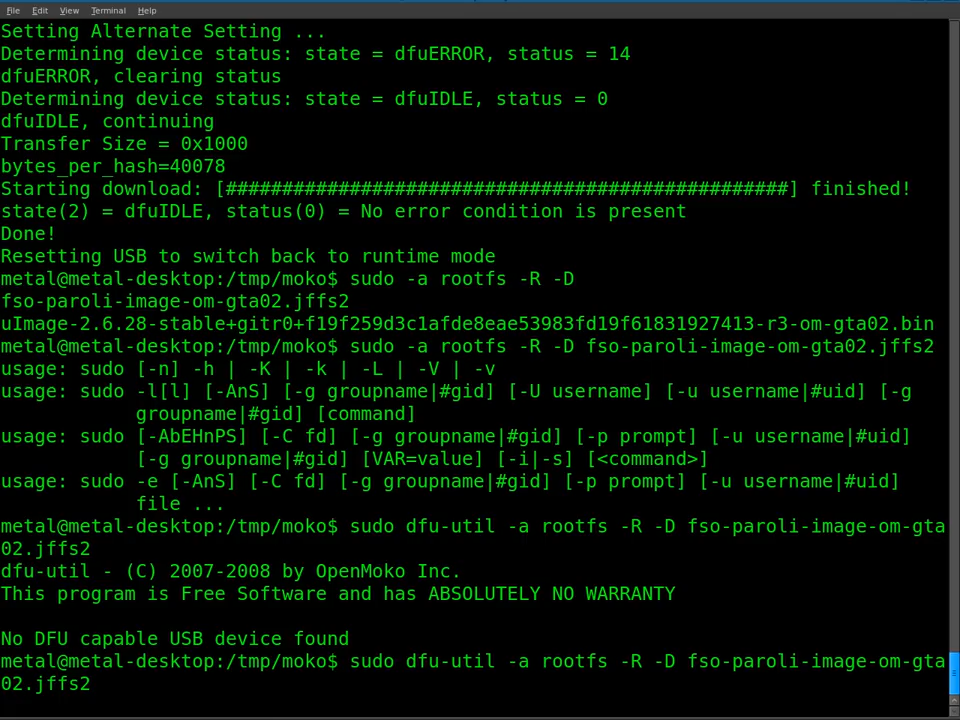 File Edit View Terminal Help
Setting Alternate Setting ...
Determining device status: state = dfuERROR, status = 14
dfuERROR, clearing status
Determining device status: state = dfuIDLE, status = 0
dfuIDLE, continuing
Transfer Size = 0x1000
bytes_per_hash=40078
Starting download: [##################################################] finished!
state(2) = dfuIDLE, status(0) = No error condition is present
Done!
Resetting USB to switch back to runtime mode
metal@metal-desktop:/tmp/moko$ sudo -a rootfs -R -D
fso-paroli-image-om-gta02.jffs2
uImage-2.6.28-stable+gitr0+f19f259d3c1afde8eae53983fd19f61831927413-r3-om-gta02.bin
metal@metal-desktop:/tmp/moko$ sudo -a rootfs -R -D fso-paroli-image-om-gta02.jffs2
usage: sudo [-n] -h | -K | -k | -L | -V | -v
usage: sudo -l[l] [-AnS] [-g groupname|#gid] [-U username] [-u username|#uid] [-g
            groupname|#gid] [command]
usage: sudo [-AbEHnPS] [-C fd] [-g groupname|#gid] [-p prompt] [-u username|#uid]
            [-g groupname|#gid] [VAR=value] [-i|-s] [<command>]
usage: sudo -e [-AnS] [-C fd] [-g groupname|#gid] [-p prompt] [-u username|#uid]
            file ...
metal@metal-desktop:/tmp/moko$ sudo dfu-util -a rootfs -R -D fso-paroli-image-om-gta
02.jffs2
dfu-util - (C) 2007-2008 by OpenMoko Inc.
This program is Free Software and has ABSOLUTELY NO WARRANTY

No DFU capable USB device found
metal@metal-desktop:/tmp/moko$ sudo dfu-util -a rootfs -R -D fso-paroli-image-om-gta
02.jffs2